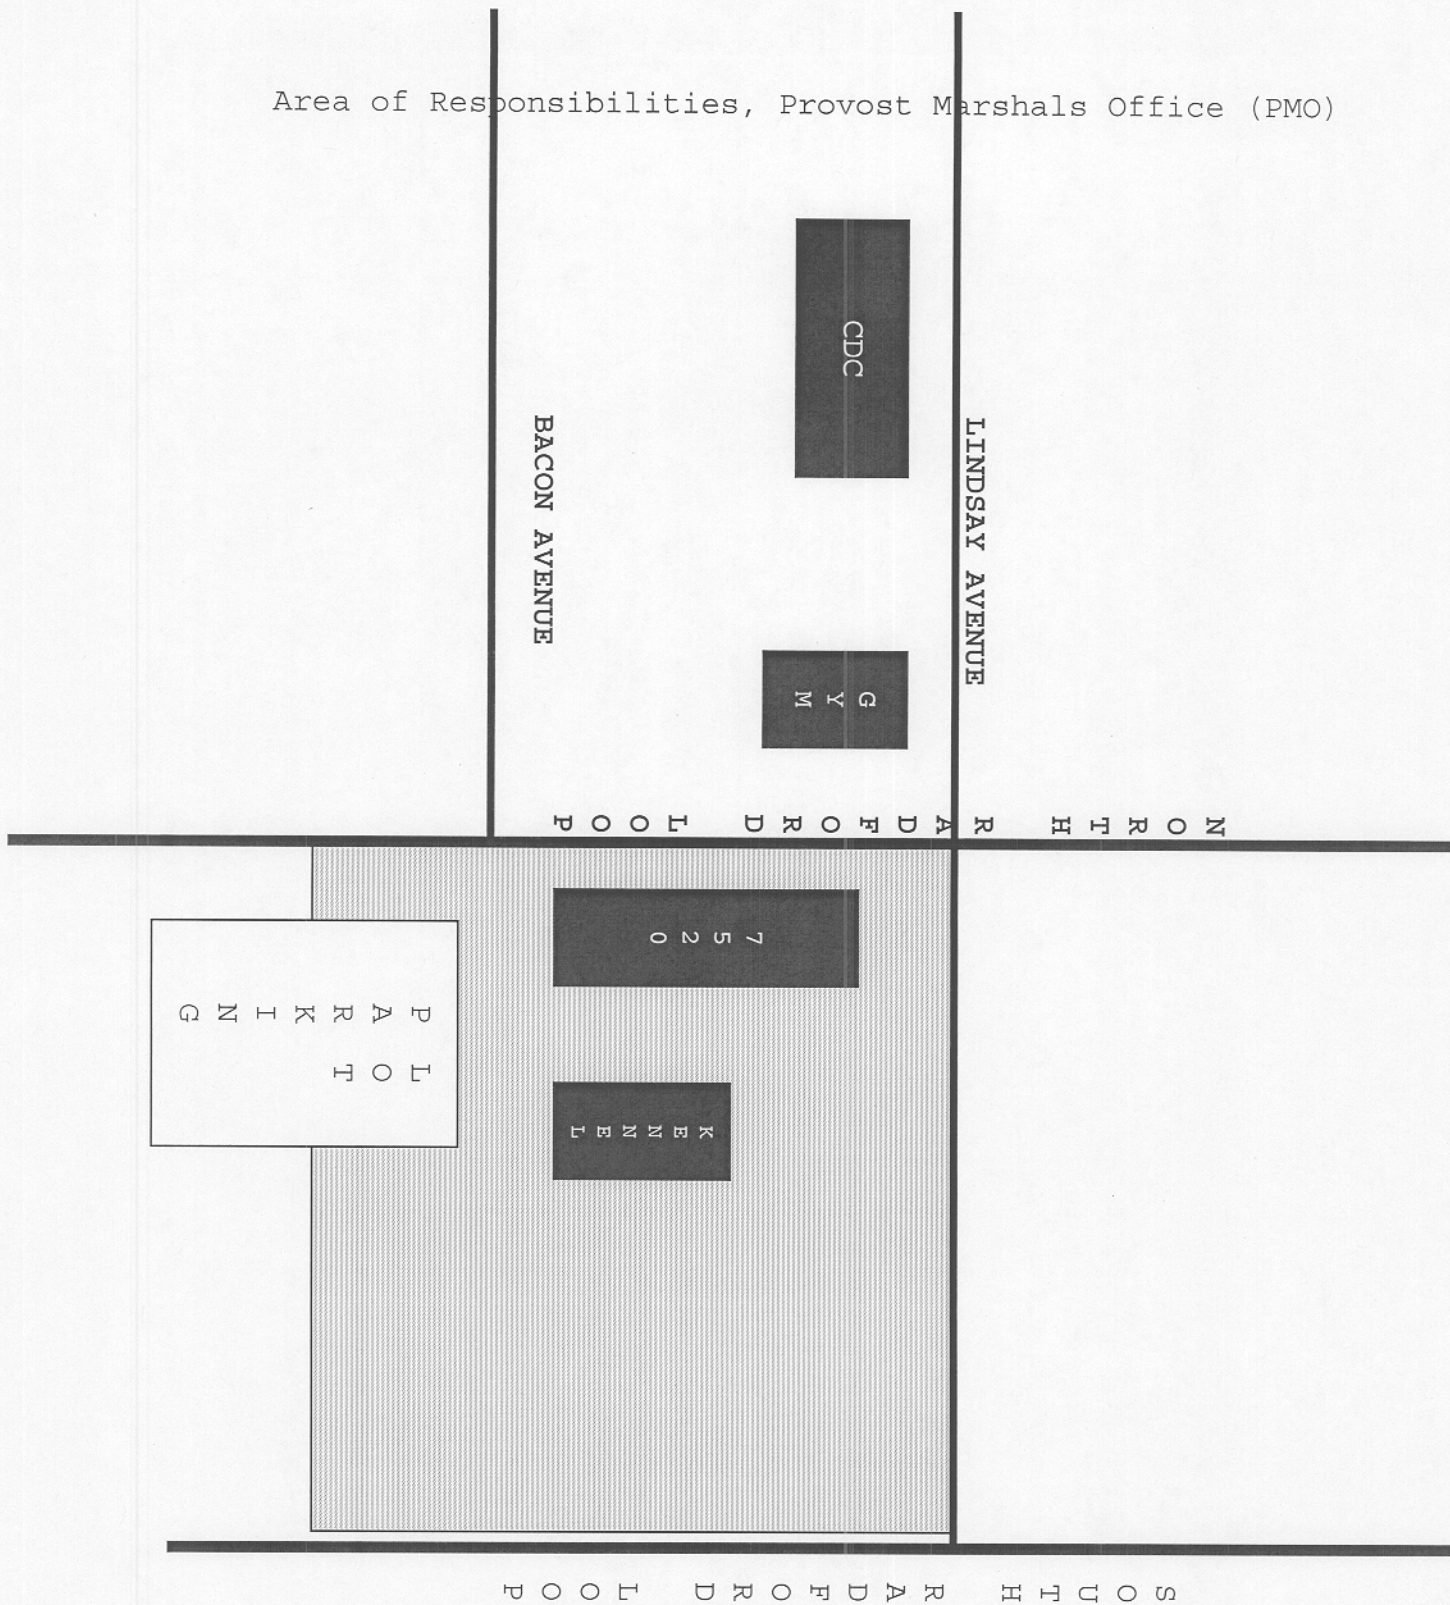 Area of Responsibilities, Provost Marshals Office (PMO)
CDC
BACON AVENUE
LINDSAY AVENUE
GYM
NORTH RADFORD LOOP
7520
PARKING
LOT
KENNEL
SOUTH RADFORD LOOP